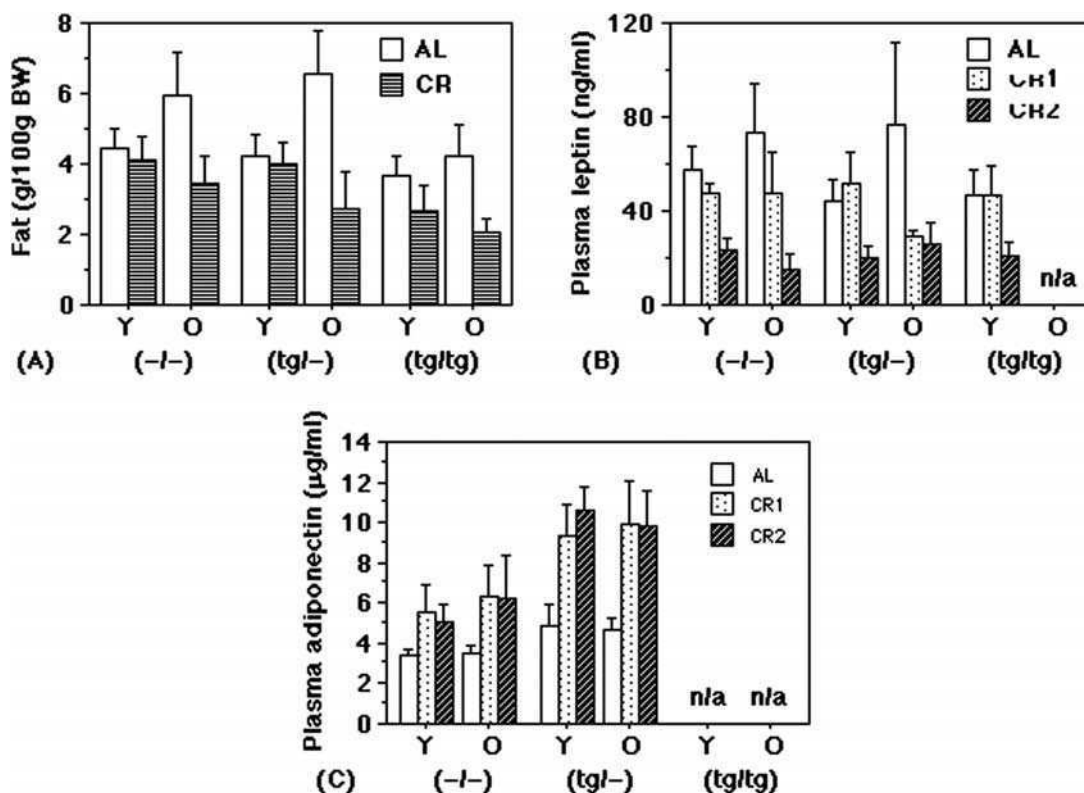 8
6
4
2
0
Fat (g/100g BW)
AL
CR
Y O Y O Y O
(A) (–/–) (tg/–) (tg/tg)
120
80
40
0
Plasma leptin (ng/ml)
AL
CR1
CR2
n/a
Y O Y O Y O
(B) (–/–) (tg/–) (tg/tg)
14
12
10
8
6
4
2
0
Plasma adiponectin (μg/ml)
AL
CR1
CR2
n/a n/a
Y O Y O Y O
(C) (–/–) (tg/–) (tg/tg)